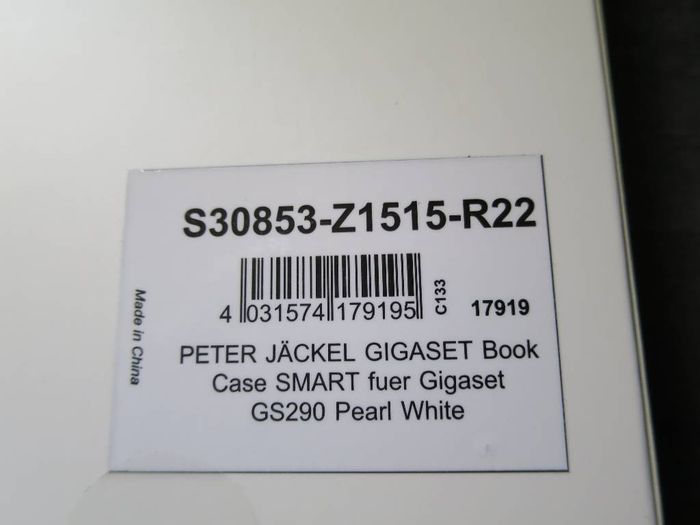 S30853-Z1515-R22
4 031574 179195
C133
17919
Made in China
PETER JÄCKEL GIGASET Book
Case SMART fuer Gigaset
GS290 Pearl White